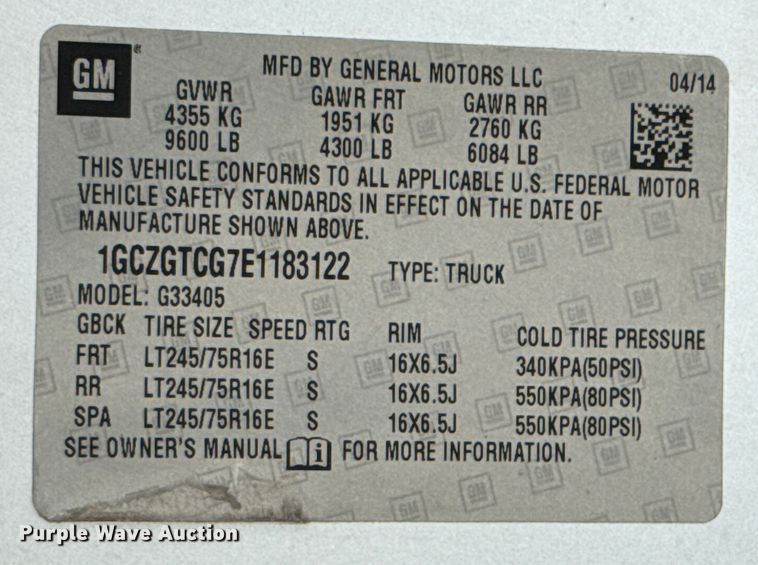 GM®
MFD BY GENERAL MOTORS LLC
04/14
GVWR GAWR FRT GAWR RR
4355 KG 1951 KG 2760 KG
9600 LB 4300 LB 6084 LB
THIS VEHICLE CONFORMS TO ALL APPLICABLE U.S. FEDERAL MOTOR
VEHICLE SAFETY STANDARDS IN EFFECT ON THE DATE OF
MANUFACTURE SHOWN ABOVE.
1GCZGTCG7E1183122 TYPE: TRUCK
MODEL: G33405
GBCK TIRE SIZE SPEED RTG RIM COLD TIRE PRESSURE
FRT LT245/75R16E S 16X6.5J 340KPA(50PSI)
RR LT245/75R16E S 16X6.5J 550KPA(80PSI)
SPA LT245/75R16E S 16X6.5J 550KPA(80PSI)
SEE OWNER'S MANUAL i FOR MORE INFORMATION.
Purple Wave Auction